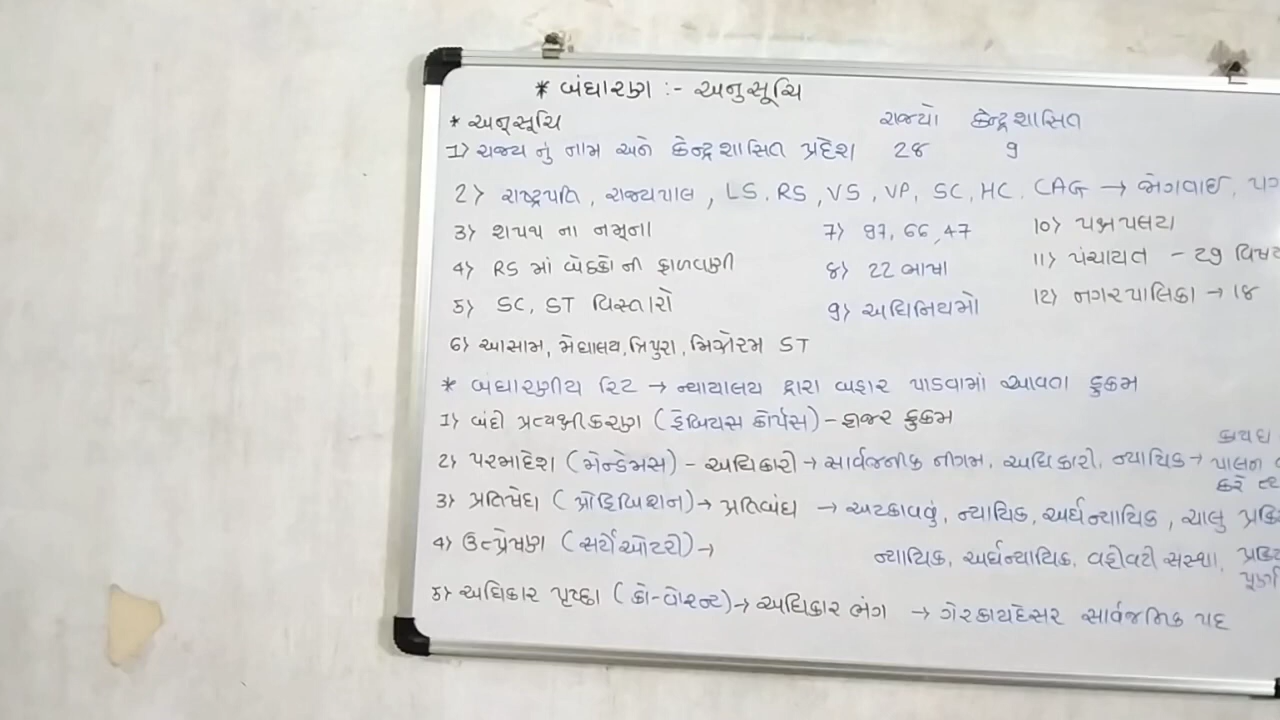 * બંધારણ :- અનુસૂચિ
* અનુસૂચિ રાજ્યો કેન્દ્રશાસિત
1) રાજ્ય નું નામ અને કેન્દ્રશાસિત પ્રદેશ 28 9
2) રાષ્ટ્રપતિ, રાજ્યપાલ, LS. RS, VS, VP, SC, HC. CAG → જોગવાઈ,
3) શપથ ના નમૂના 7) 97, 66, 47 10) પક્ષપલટા
4) RS માં બેઠકો ની ફાળવણી 8) 22 ભાષા 11) પંચાયત - 29
5) SC, ST વિસ્તારો 9) અધિનિયમો 12) નગરપાલિકા → 18
6) આસામ, મેઘાલય, ત્રિપુરા, મિઝોરમ ST
* બંધારણીય રિટ → ન્યાયાલય દ્વારા બહાર પાડવામાં આવતા હુકમ
1) બંદી પ્રત્યક્ષીકરણ (હેબિયસ કોર્પસ) - હાજર હુકમ
2) પરમાદેશ (મેન્ડેમસ) - અધિકારી → સાર્વજનીક નીગમ, અધિકારી, ન્યાયિક → પાલન
કરે
3) પ્રતિષેધ (પ્રોહિબિશન) → પ્રતિબંધ → અટકાવવું, ન્યાયિક, અર્ધન્યાયિક, ચાલુ
4) ઉત્પ્રેષણ (સર્ચીઓટરી) → ન્યાયિક, અર્ધન્યાયિક, વહીવટી સંસ્થા,
5) અધિકાર પૃચ્છા (કો-વોરન્ટ) → અધિકાર ભંગ → ગેરકાયદેસર સાર્વજનિક પદ